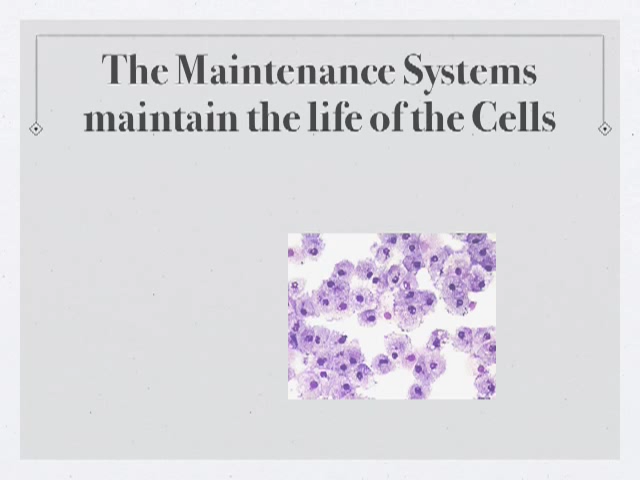 The Maintenance Systems
maintain the life of the Cells